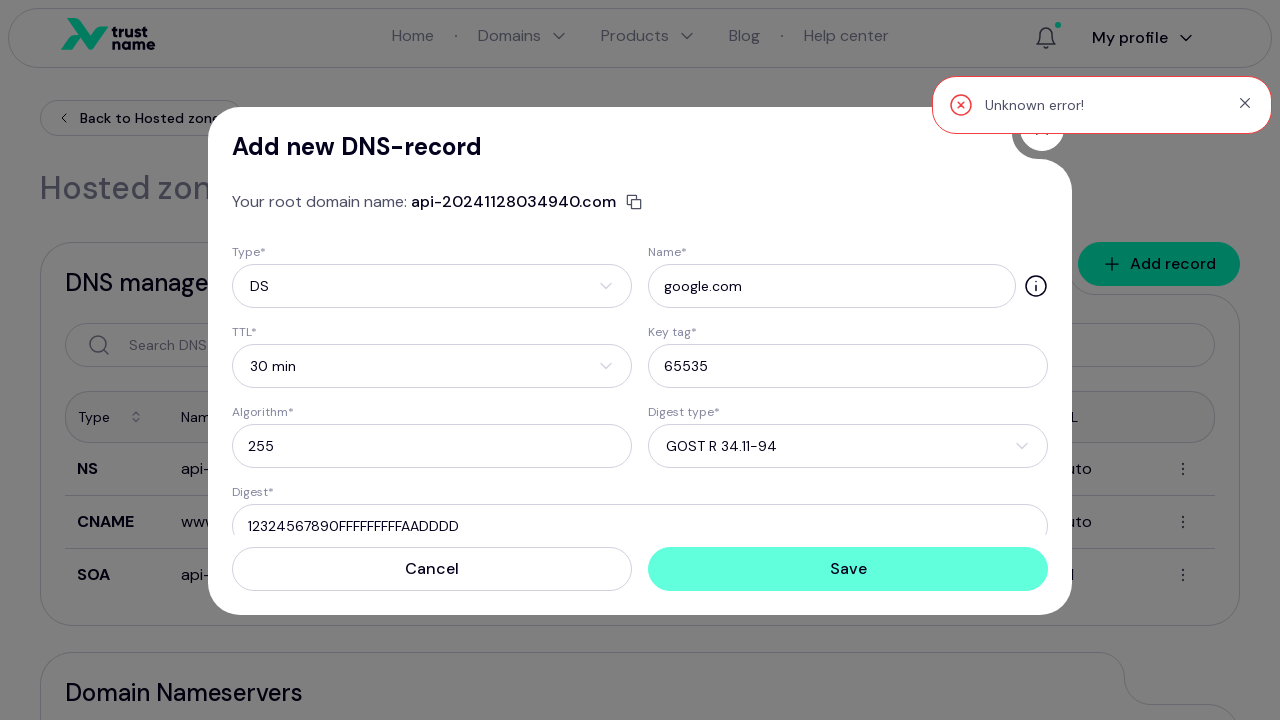 trust
name
Home · Domains Products Blog · Help center
My profile
Unknown error!
Back to Hosted zones
Hosted zon
DNS manage
Add record
Search DNS
Type Nam L
NS api- uto
CNAME www uto
SOA api-
Domain Nameservers
Add new DNS-record
Your root domain name: api-20241128034940.com
Type* Name*
DS google.com
TTL* Key tag*
30 min 65535
Algorithm* Digest type*
255 GOST R 34.11-94
Digest*
12324567890FFFFFFFFFAADDDD
Cancel Save